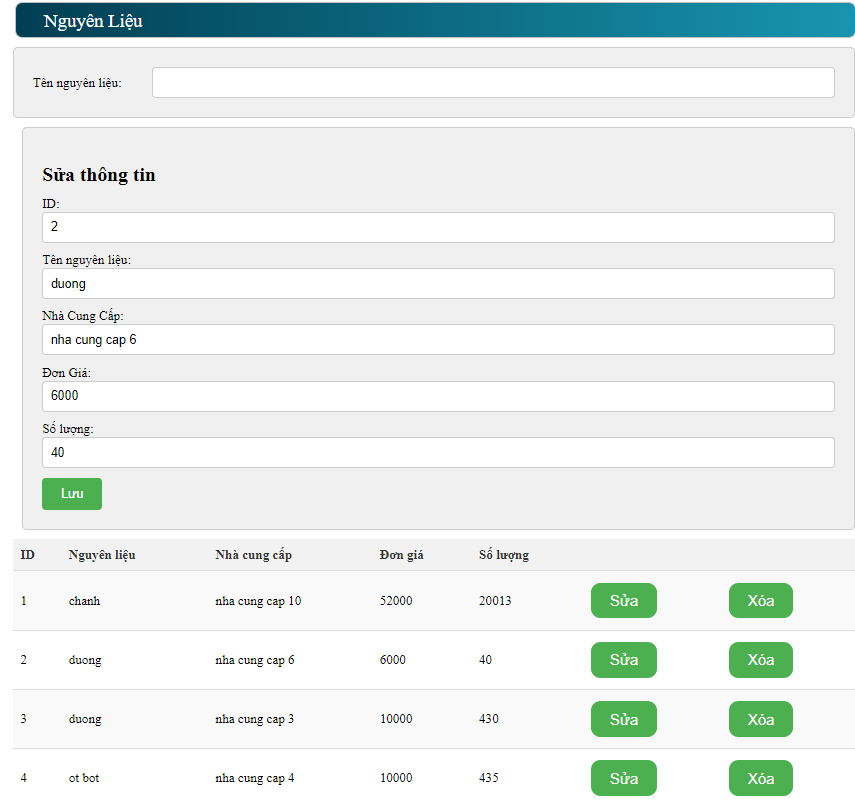 Nguyên Liệu
Tên nguyên liệu:
Sửa thông tin
ID:
2
Tên nguyên liệu:
duong
Nhà Cung Cấp:
nha cung cap 6
Đơn Giá:
6000
Số lượng:
40
Lưu
ID Nguyên liệu Nhà cung cấp Đơn giá Số lượng
1 chanh nha cung cap 10 52000 20013 Sửa Xóa
2 duong nha cung cap 6 6000 40 Sửa Xóa
3 duong nha cung cap 3 10000 430 Sửa Xóa
4 ot bot nha cung cap 4 10000 435 Sửa Xóa